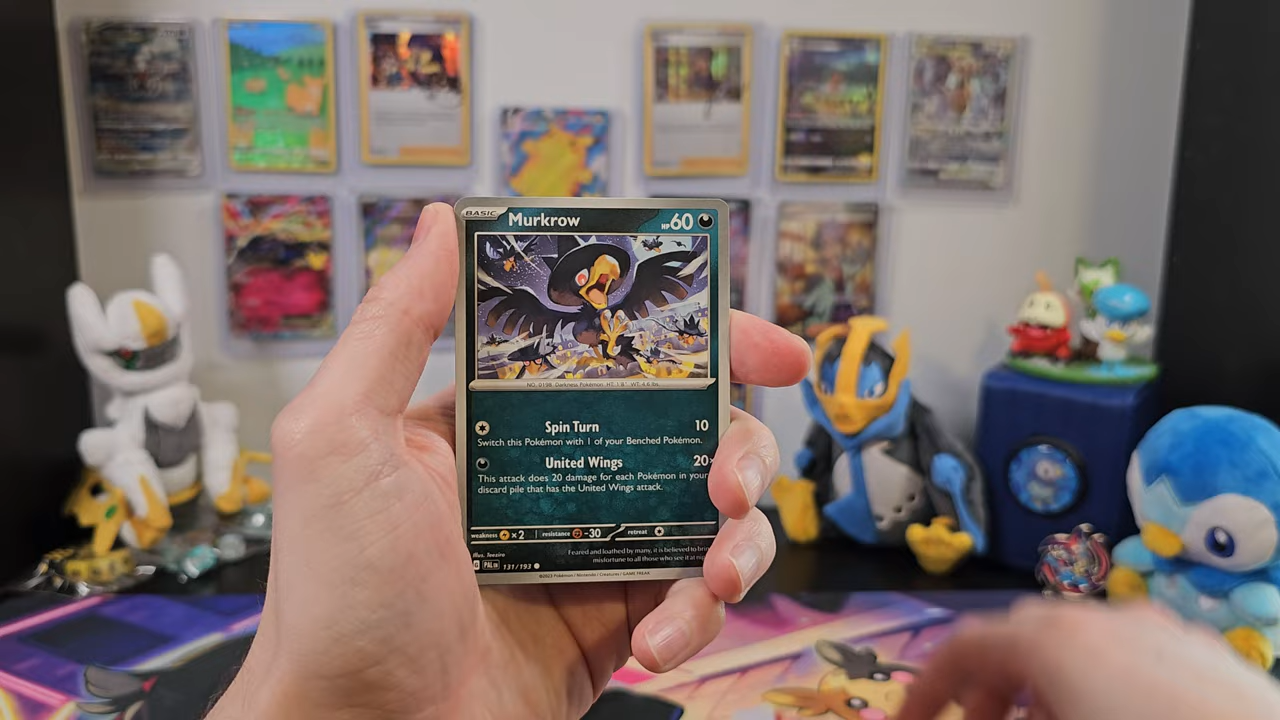 BASIC Murkrow HP 60
NO. 0198 Darkness Pokémon HT: 1'8" WT: 4.6 lbs.
Spin Turn 10
Switch this Pokémon with 1 of your Benched Pokémon.
United Wings 20×
This attack does 20 damage for each Pokémon in your
discard pile that has the United Wings attack.
weakness ×2 resistance -30 retreat
Illus. Teeziro
Feared and loathed by many, it is believed to
misfortune to all those who see it at
PAL EN 131/193
©2023 Pokémon / Nintendo / Creatures / GAME FREAK